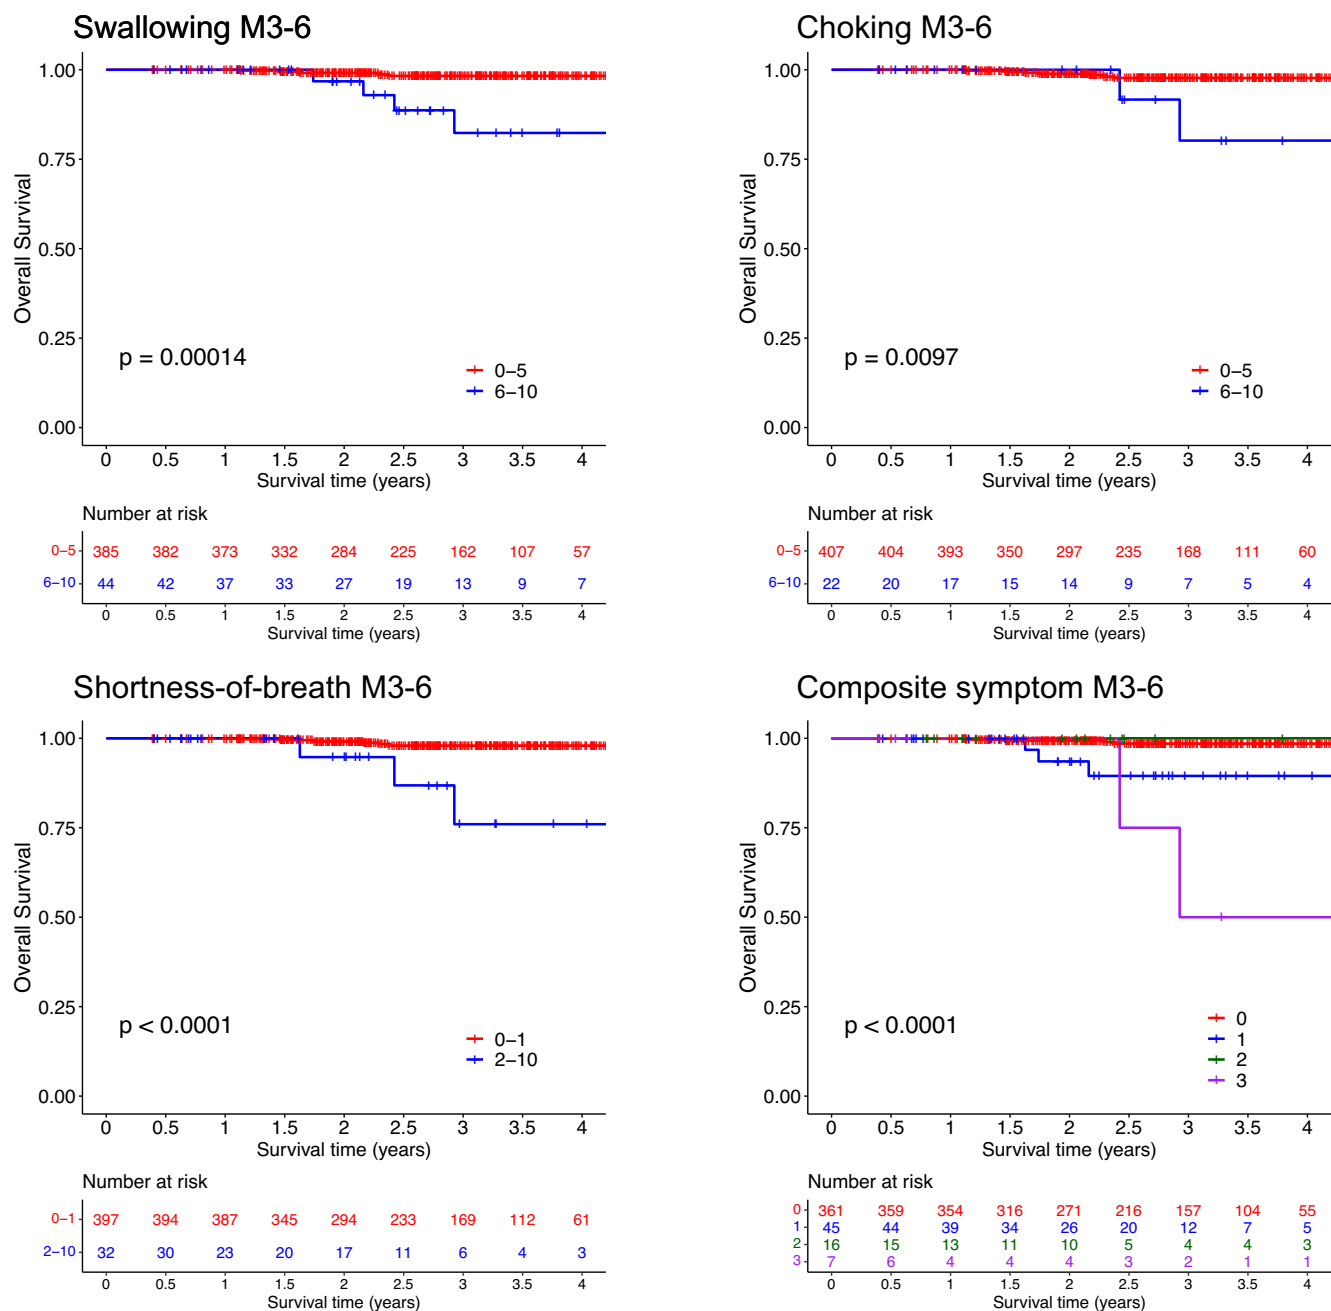 Swallowing M3-6
Overall Survival
1.00
0.75
0.50
0.25
0.00
p = 0.00014
0–5
6–10
0 0.5 1 1.5 2 2.5 3 3.5 4
Survival time (years)
Number at risk
0–5 385 382 373 332 284 225 162 107 57
6–10 44 42 37 33 27 19 13 9 7
0 0.5 1 1.5 2 2.5 3 3.5 4
Survival time (years)
Choking M3-6
Overall Survival
1.00
0.75
0.50
0.25
0.00
p = 0.0097
0–5
6–10
0 0.5 1 1.5 2 2.5 3 3.5 4
Survival time (years)
Number at risk
0–5 407 404 393 350 297 235 168 111 60
6–10 22 20 17 15 14 9 7 5 4
0 0.5 1 1.5 2 2.5 3 3.5 4
Survival time (years)
Shortness-of-breath M3-6
Overall Survival
1.00
0.75
0.50
0.25
0.00
p < 0.0001
0–1
2–10
0 0.5 1 1.5 2 2.5 3 3.5 4
Survival time (years)
Number at risk
0–1 397 394 387 345 294 233 169 112 61
2–10 32 30 23 20 17 11 6 4 3
0 0.5 1 1.5 2 2.5 3 3.5 4
Survival time (years)
Composite symptom M3-6
Overall Survival
1.00
0.75
0.50
0.25
0.00
p < 0.0001
0
1
2
3
0 0.5 1 1.5 2 2.5 3 3.5 4
Survival time (years)
Number at risk
0 361 359 354 316 271 216 157 104 55
1 45 44 39 34 26 20 12 7 5
2 16 15 13 11 10 5 4 4 3
3 7 6 4 4 4 3 2 1 1
0 0.5 1 1.5 2 2.5 3 3.5 4
Survival time (years)